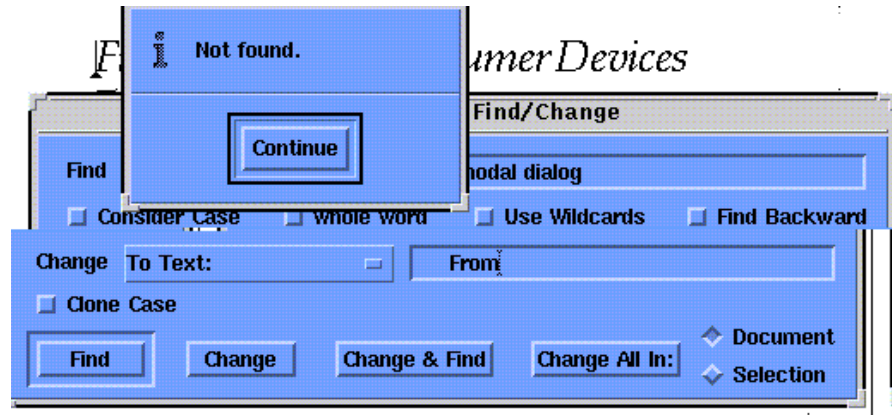 Not found.
umer Devices
Find/Change
Continue
Find
modal dialog
Consider Case
Whole Word
Use Wildcards
Find Backward
Change
To Text:
From
Clone Case
Find
Change
Change & Find
Change All In:
Document
Selection